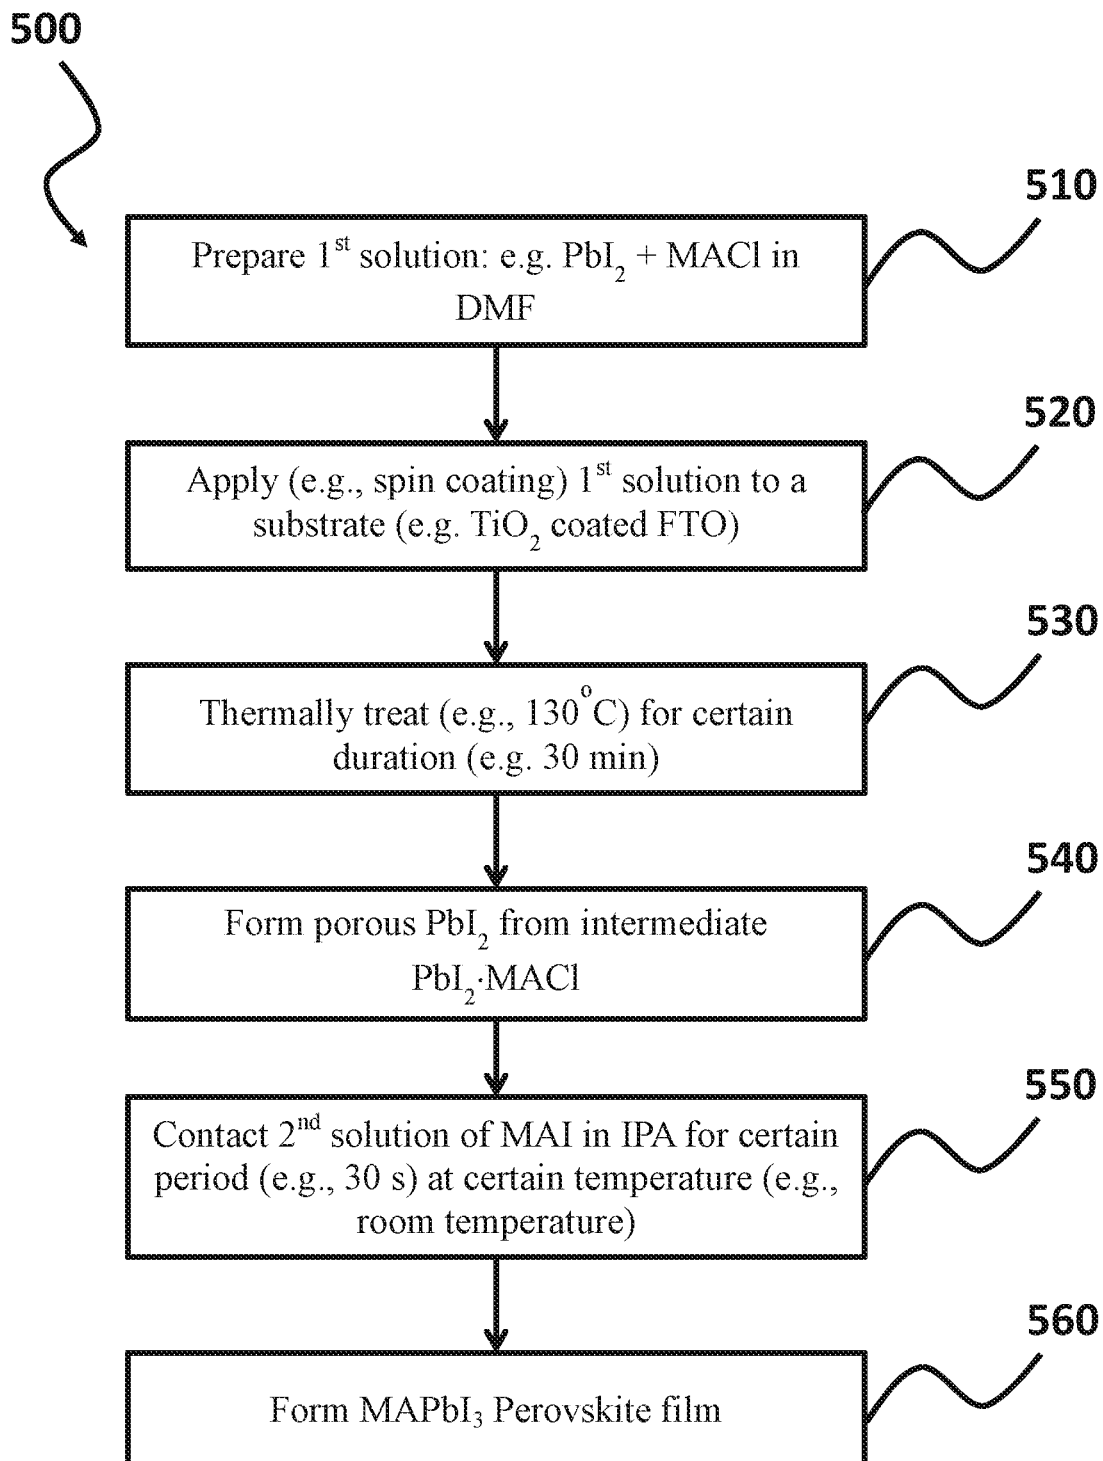 500
510
Prepare 1st solution: e.g. PbI2 + MACl in
DMF
520
Apply (e.g., spin coating) 1st solution to a
substrate (e.g. TiO2 coated FTO)
530
Thermally treat (e.g., 130oC) for certain
duration (e.g. 30 min)
540
Form porous PbI2 from intermediate
PbI2·MACl
550
Contact 2nd solution of MAI in IPA for certain
period (e.g., 30 s) at certain temperature (e.g.,
room temperature)
560
Form MAPbI3 Perovskite film